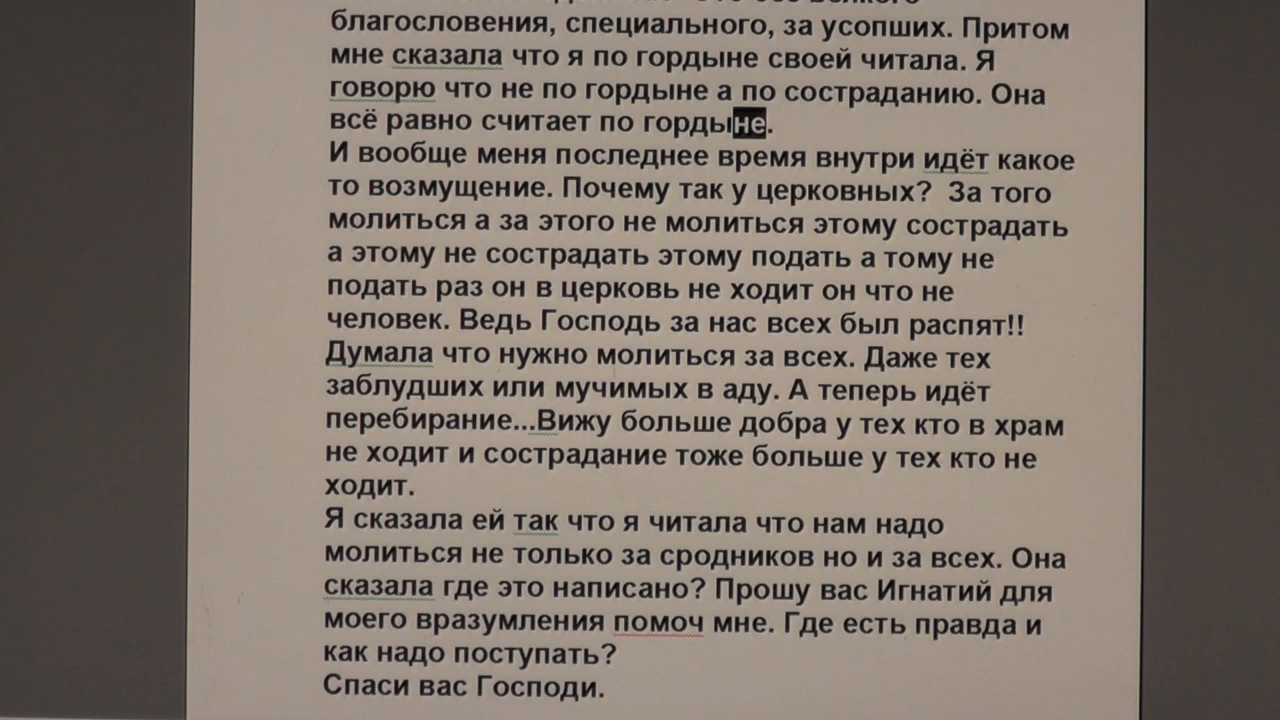 благословения, специального, за усопших. Притом
мне сказала что я по гордыне своей читала. Я
говорю что не по гордыне а по состраданию. Она
всё равно считает по гордыне.
И вообще меня последнее время внутри идёт какое
то возмущение. Почему так у церковных?  За того
молиться а за этого не молиться этому сострадать
а этому не сострадать этому подать а тому не
подать раз он в церковь не ходит он что не
человек. Ведь Господь за нас всех был распят!!
Думала что нужно молиться за всех. Даже тех
заблудших или мучимых в аду. А теперь идёт
перебирание...Вижу больше добра у тех кто в храм
не ходит и сострадание тоже больше у тех кто не
ходит.
Я сказала ей так что я читала что нам надо
молиться не только за сродников но и за всех. Она
сказала где это написано? Прошу вас Игнатий для
моего вразумления помоч мне. Где есть правда и
как надо поступать?
Спаси вас Господи.